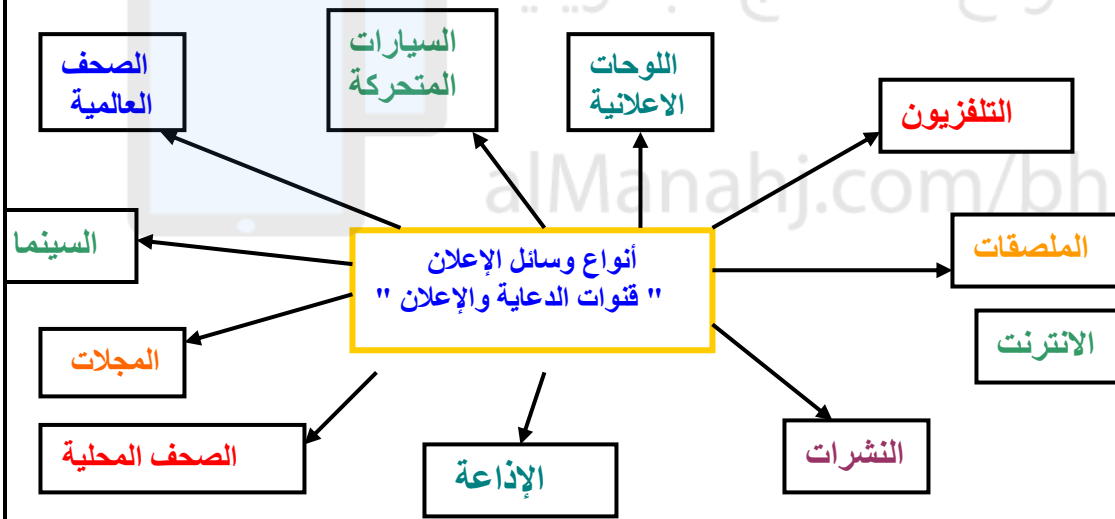 السيارات
المتحركة
اللوحات
الاعلانية
الصحف
العالمية
التلفزيون
alManahj.com/bh
السينما
أنواع وسائل الإعلان
" قنوات الدعاية والإعلان "
الملصقات
الانترنت
المجلات
الصحف المحلية
الإذاعة
النشرات